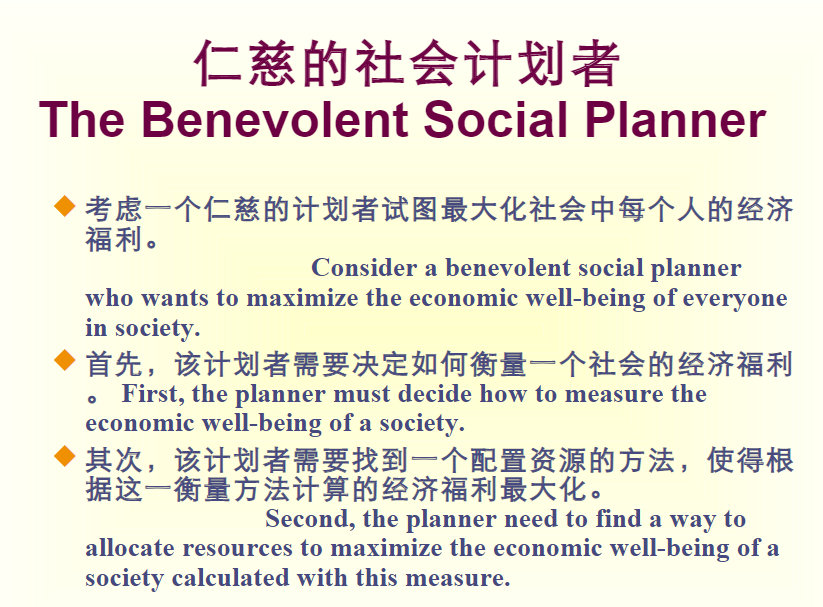 仁慈的社会计划者
The Benevolent Social Planner
考虑一个仁慈的计划者试图最大化社会中每个人的经济
福利。
Consider a benevolent social planner
who wants to maximize the economic well-being of everyone
in society.
首先，该计划者需要决定如何衡量一个社会的经济福利
。 First, the planner must decide how to measure the
economic well-being of a society.
其次，该计划者需要找到一个配置资源的方法，使得根
据这一衡量方法计算的经济福利最大化。
Second, the planner need to find a way to
allocate resources to maximize the economic well-being of a
society calculated with this measure.